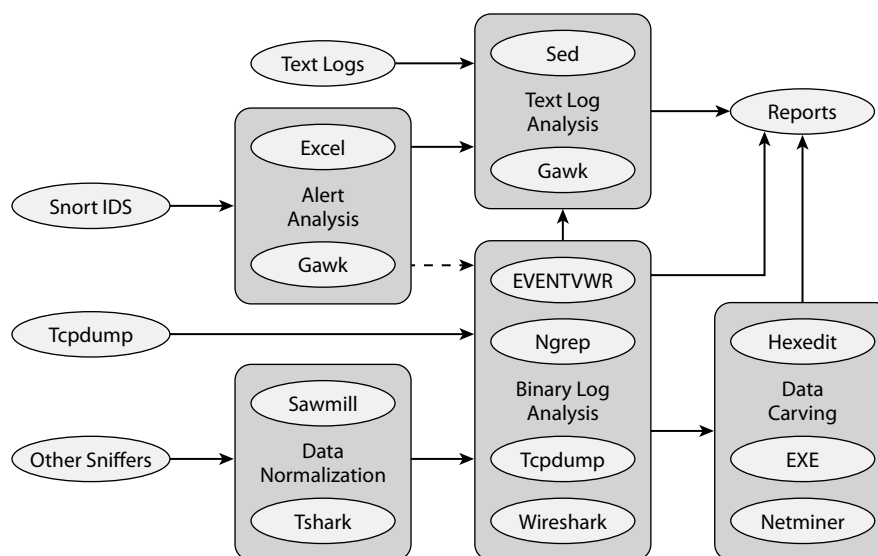 Text Logs
Sed
Text Log
Analysis
Gawk
Reports
Snort IDS
Excel
Alert
Analysis
Gawk
Tcpdump
EVENTVWR
Ngrep
Binary Log
Analysis
Tcpdump
Wireshark
Other Sniffers
Sawmill
Data
Normalization
Tshark
Hexedit
Data
Carving
EXE
Netminer